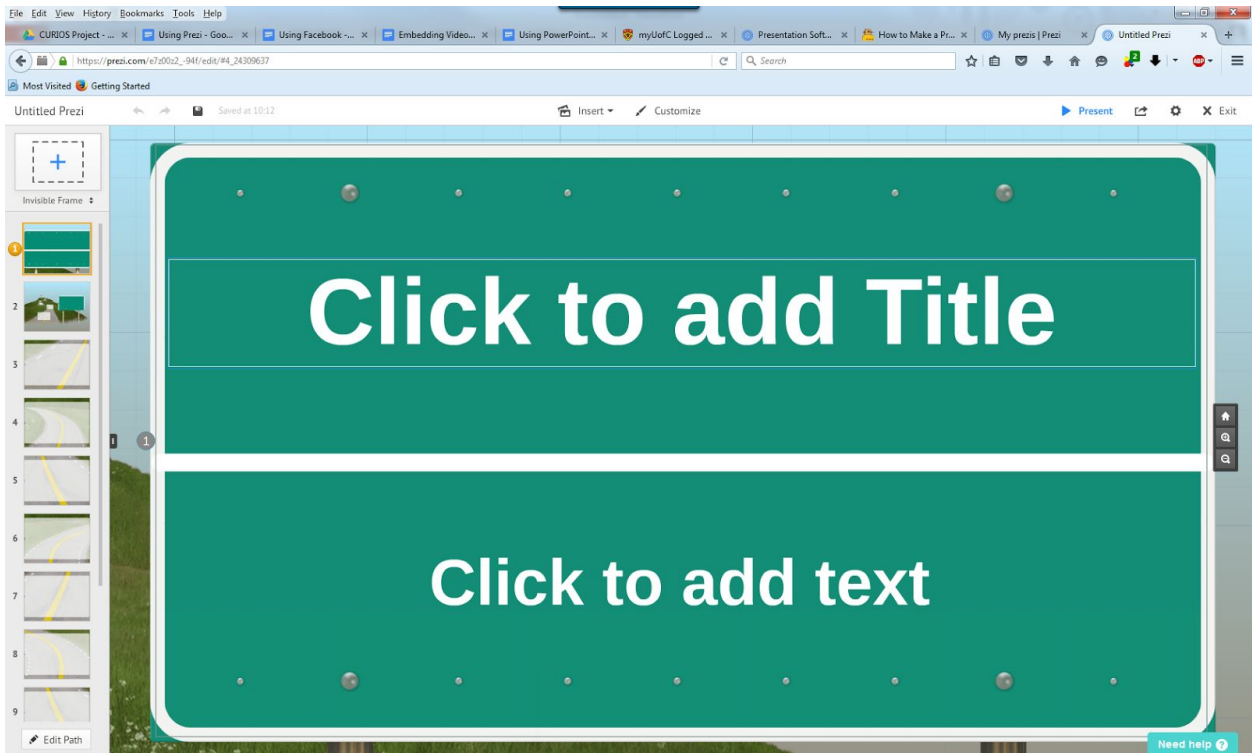 File Edit View History Bookmarks Tools Help
CURIOS Project - ... × Using Prezi - Goo... × Using Facebook -... × Embedding Video... × Using PowerPoint... × myUofC Logged ... × Presentation Soft... × How to Make a Pr... × My prezis | Prezi × Untitled Prezi × +
https://prezi.com/e7z00z2_-94f/edit/#4_24309637 Search ABP 2
Most Visited Getting Started
Untitled Prezi Saved at 10:12 Insert Customize Present Exit
+
Invisible Frame
1
2
3
4
5
6
7
8
9
Edit Path
Click to add Title
1
Click to add text
Need help ?